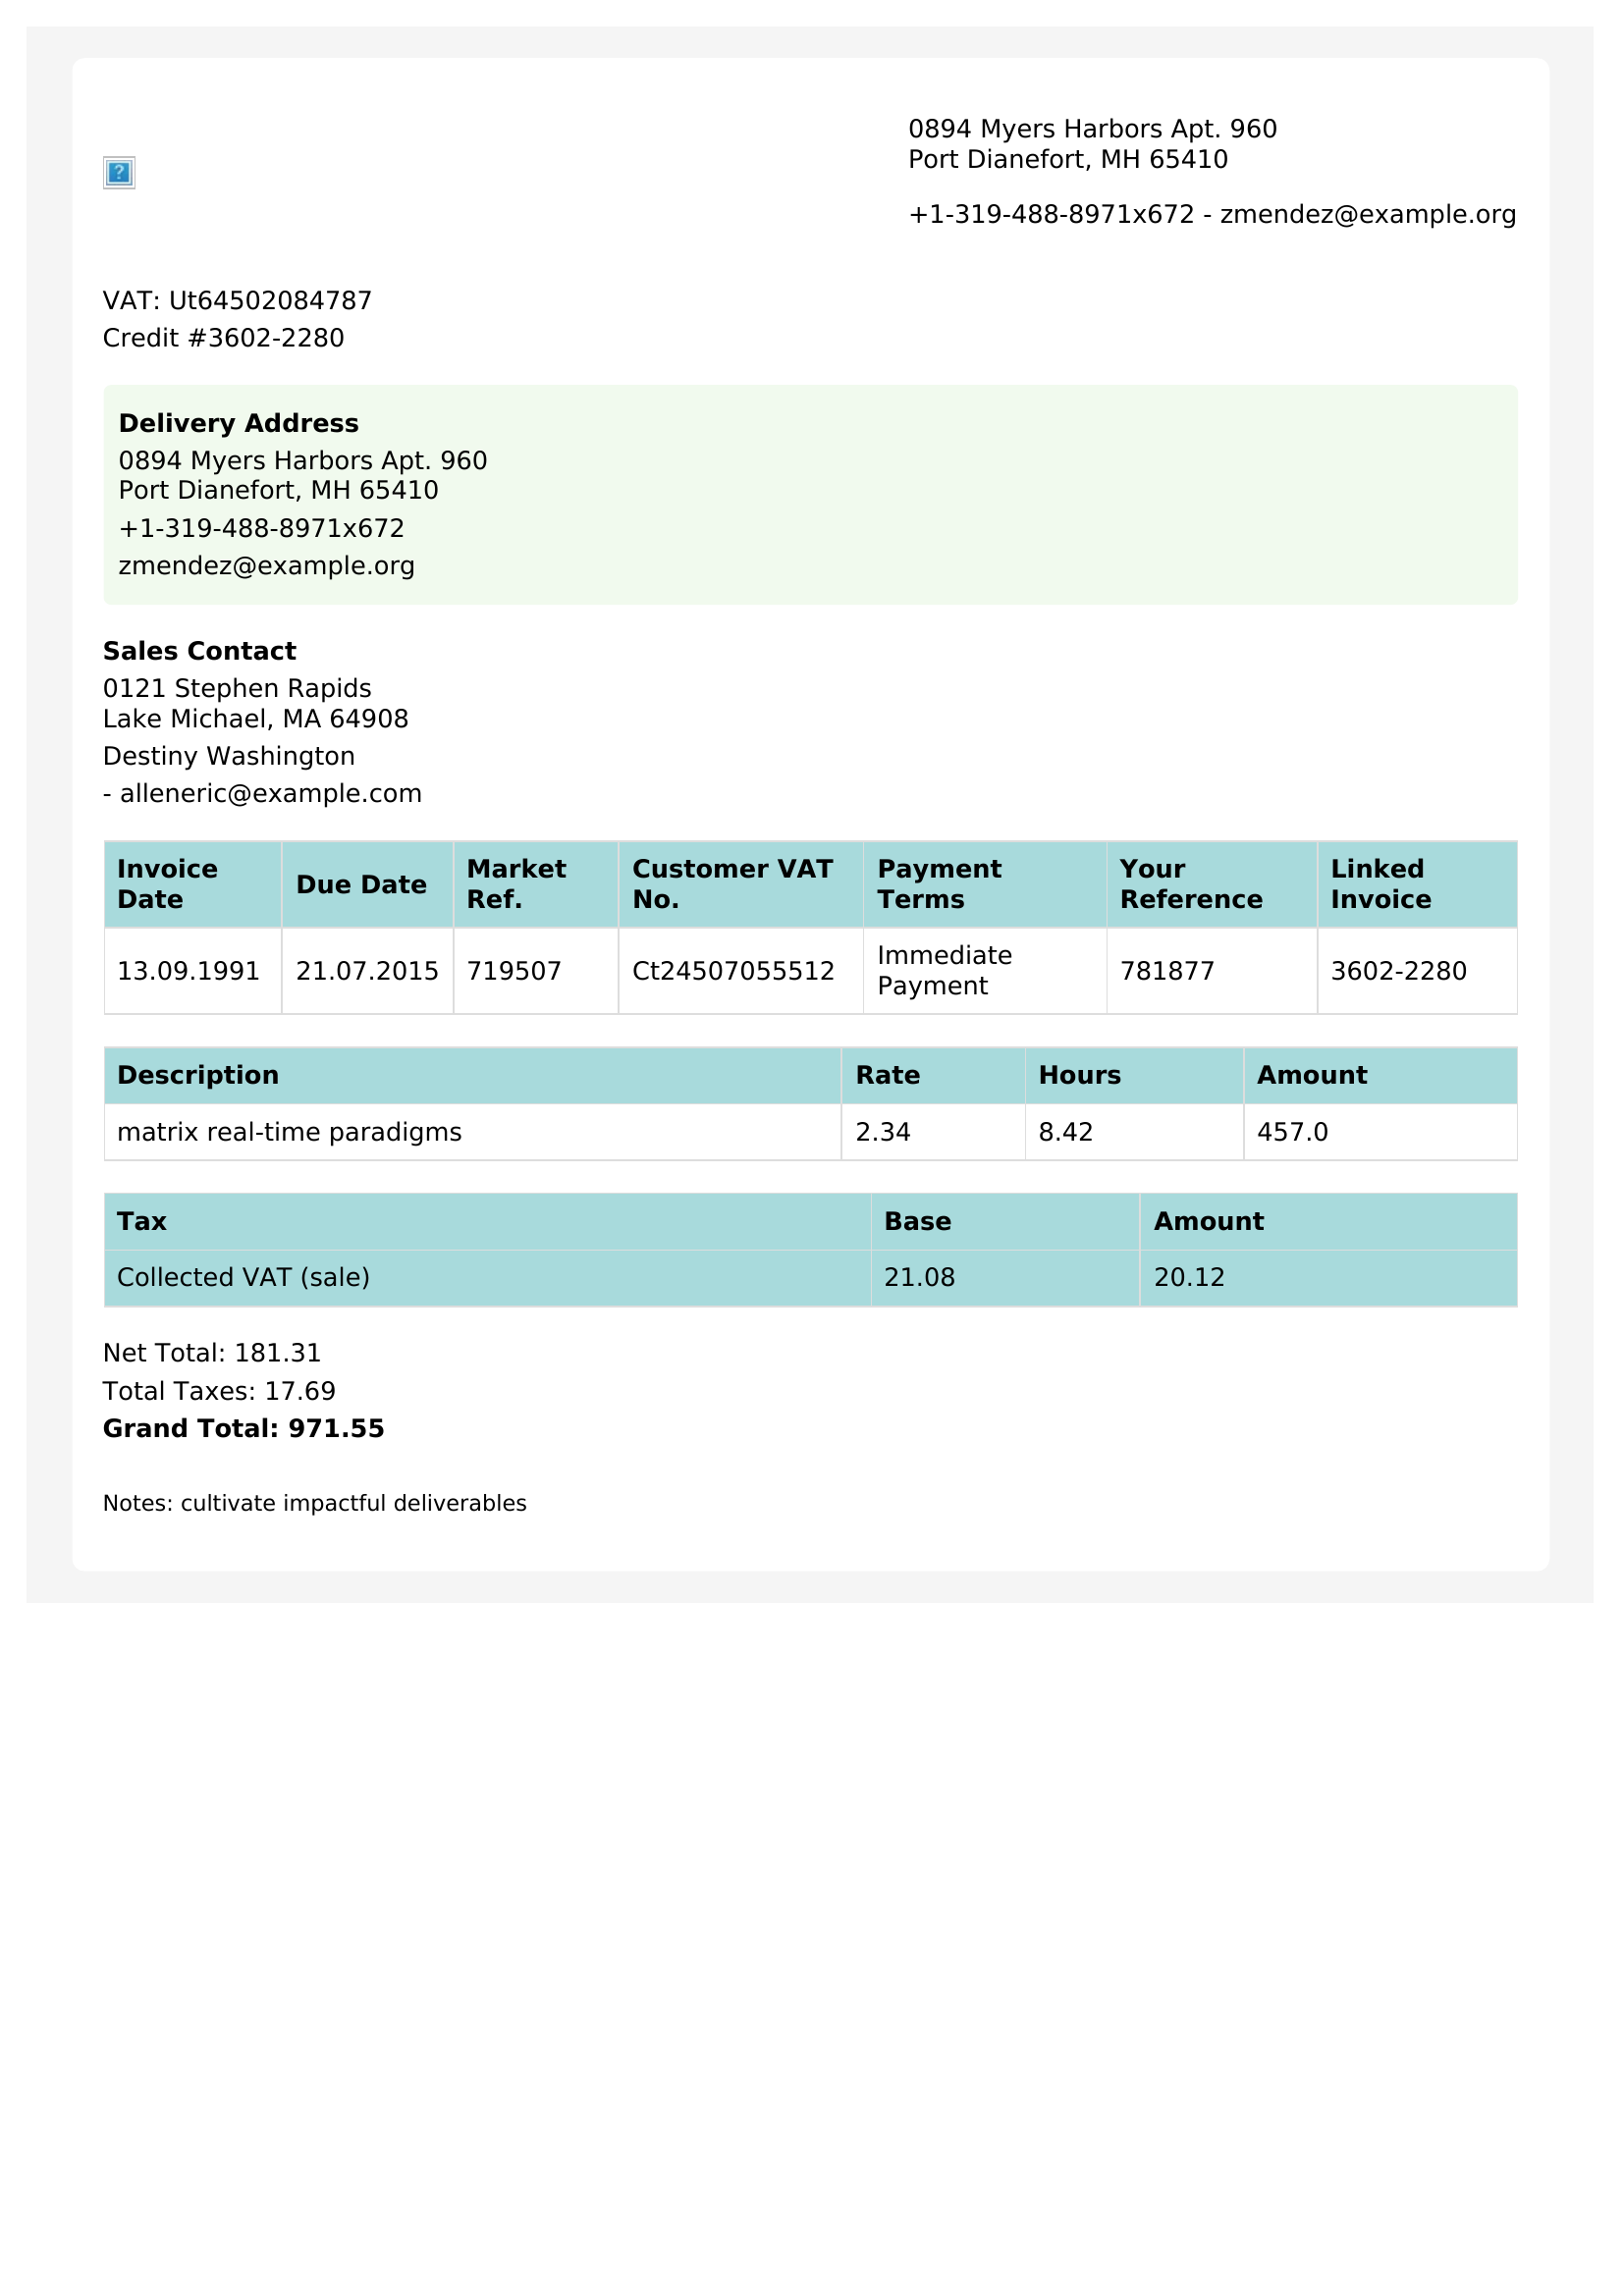 0894 Myers Harbors Apt. 960
Port Dianefort, MH 65410
+1-319-488-8971x672 - zmendez@example.org
VAT: Ut64502084787
Credit #3602-2280
Delivery Address
0894 Myers Harbors Apt. 960
Port Dianefort, MH 65410
+1-319-488-8971x672
zmendez@example.org
Sales Contact
0121 Stephen Rapids
Lake Michael, MA 64908
Destiny Washington
- alleneric@example.com
Invoice Date Due Date Market Ref. Customer VAT No. Payment Terms Your Reference Linked Invoice
13.09.1991 21.07.2015 719507 Ct24507055512 Immediate Payment 781877 3602-2280
Description Rate Hours Amount
matrix real-time paradigms 2.34 8.42 457.0
Tax Base Amount
Collected VAT (sale) 21.08 20.12
Net Total: 181.31
Total Taxes: 17.69
Grand Total: 971.55
Notes: cultivate impactful deliverables